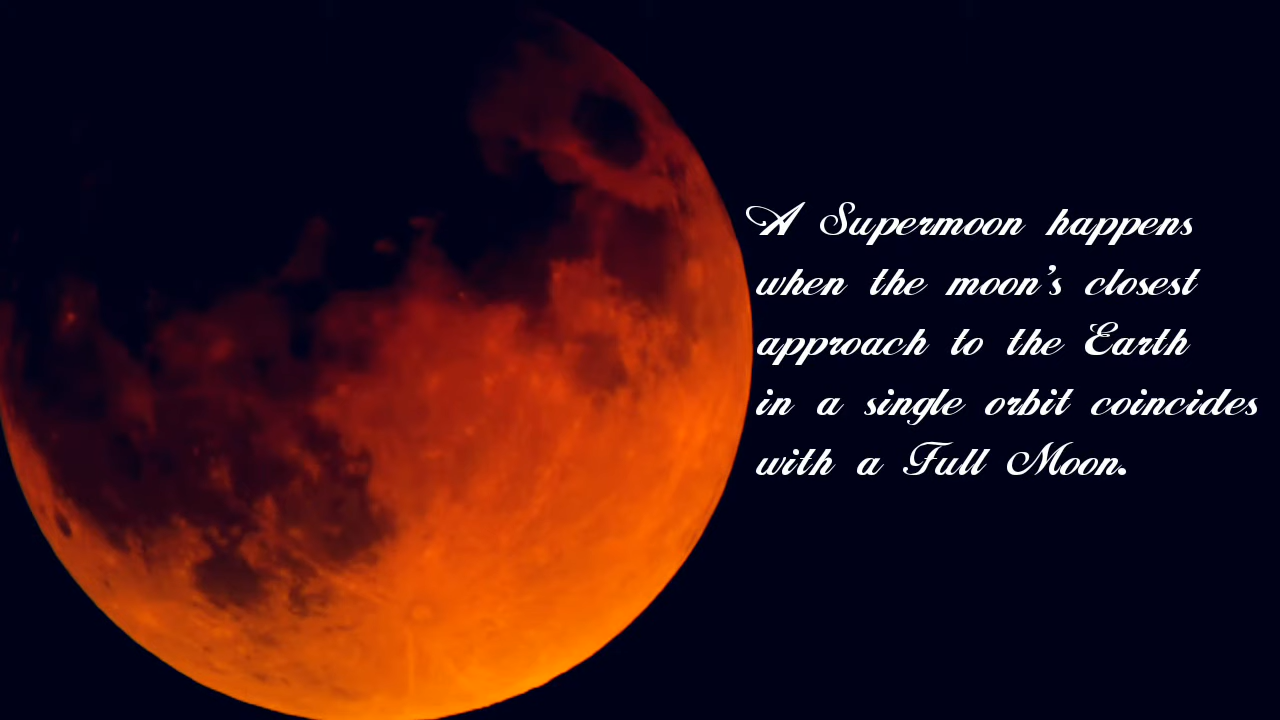 A Supermoon happens
when the moon's closest
approach to the Earth
in a single orbit coincides
with a Full Moon.